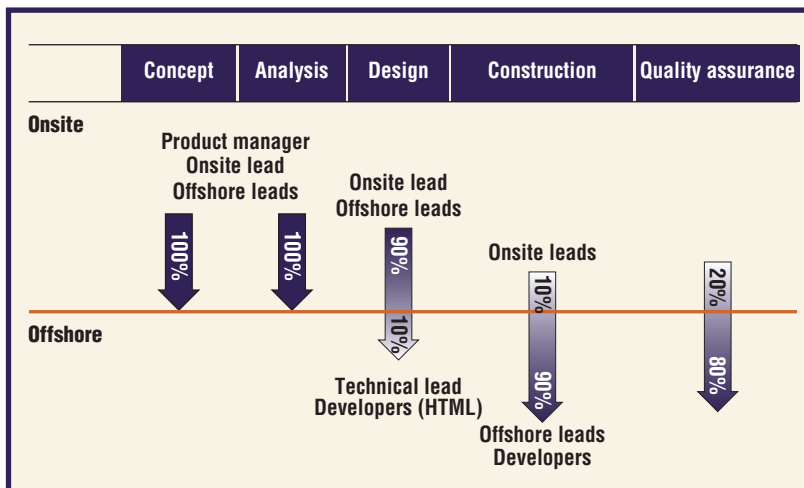 Concept Analysis Design Construction Quality assurance
Onsite
Product manager
Onsite lead
Offshore leads
100%
100%
Onsite lead
Offshore leads
90%
10%
Technical lead
Developers (HTML)
Onsite leads
10%
90%
Offshore leads
Developers
20%
80%
Offshore